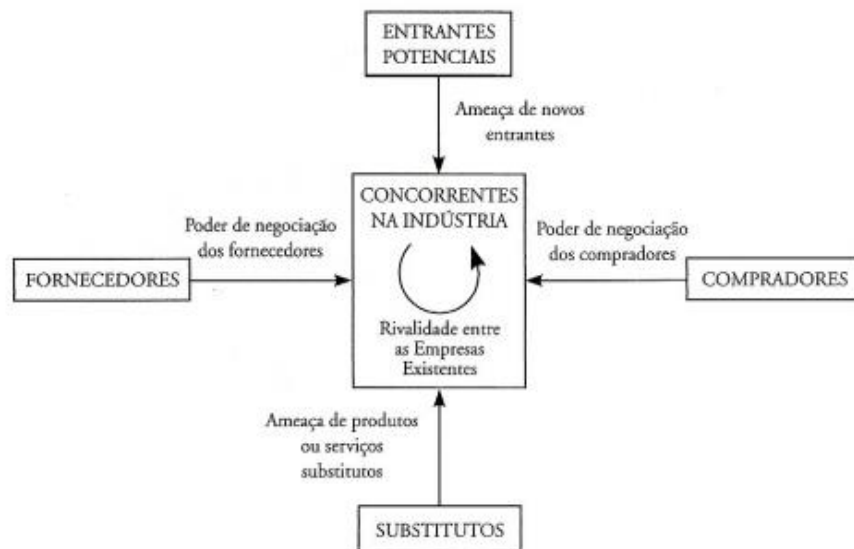 ENTRANTES
POTENCIAIS
Ameaça de novos
entrantes
CONCORRENTES
NA INDÚSTRIA
Poder de negociação
dos fornecedores
Poder de negociação
dos compradores
FORNECEDORES
COMPRADORES
Rivalidade entre
as Empresas
Existentes
Ameaça de produtos
ou serviços
substitutos
SUBSTITUTOS